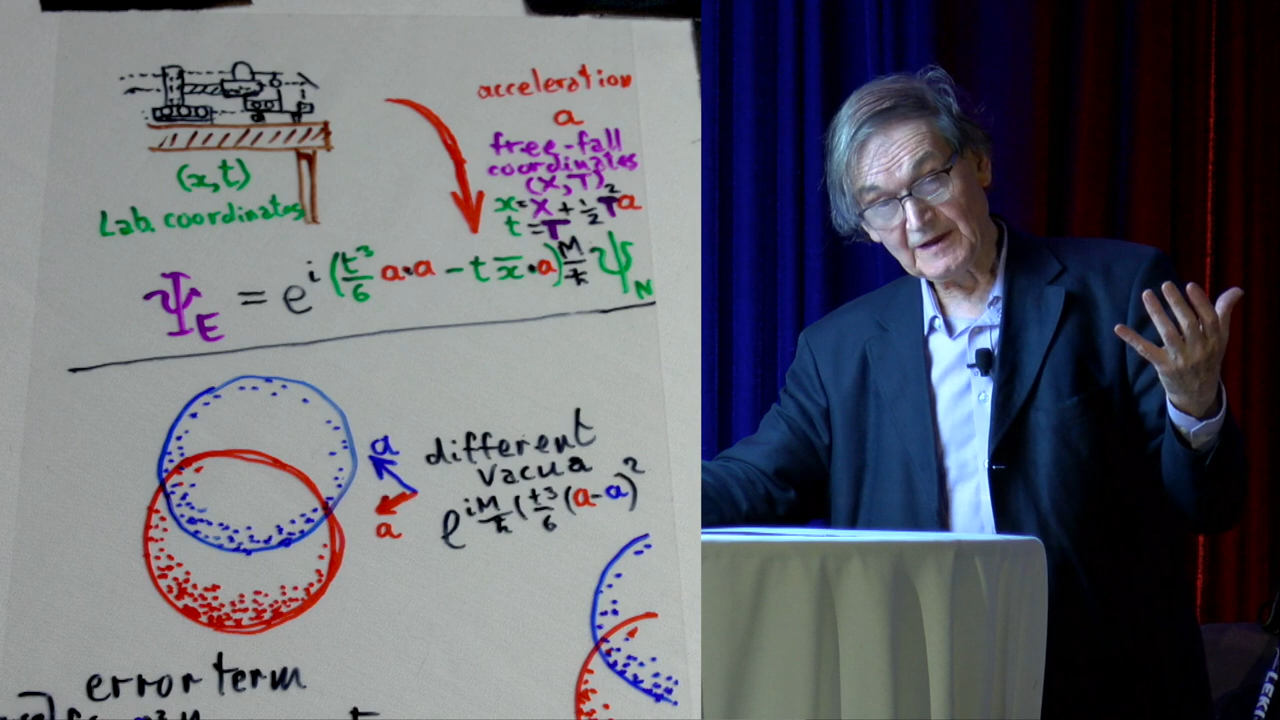 acceleration
a
free-fall
coordinates
(X,T)
x=X+½T²a
t=T
(x,t)
Lab. coordinates
Ψ_E = e^{i(t³/6 a·a − t x̄·a)M/ħ} ψ_N
a
different
vacua
a
e^{iM/ħ(t³/6(a-a)²
error term